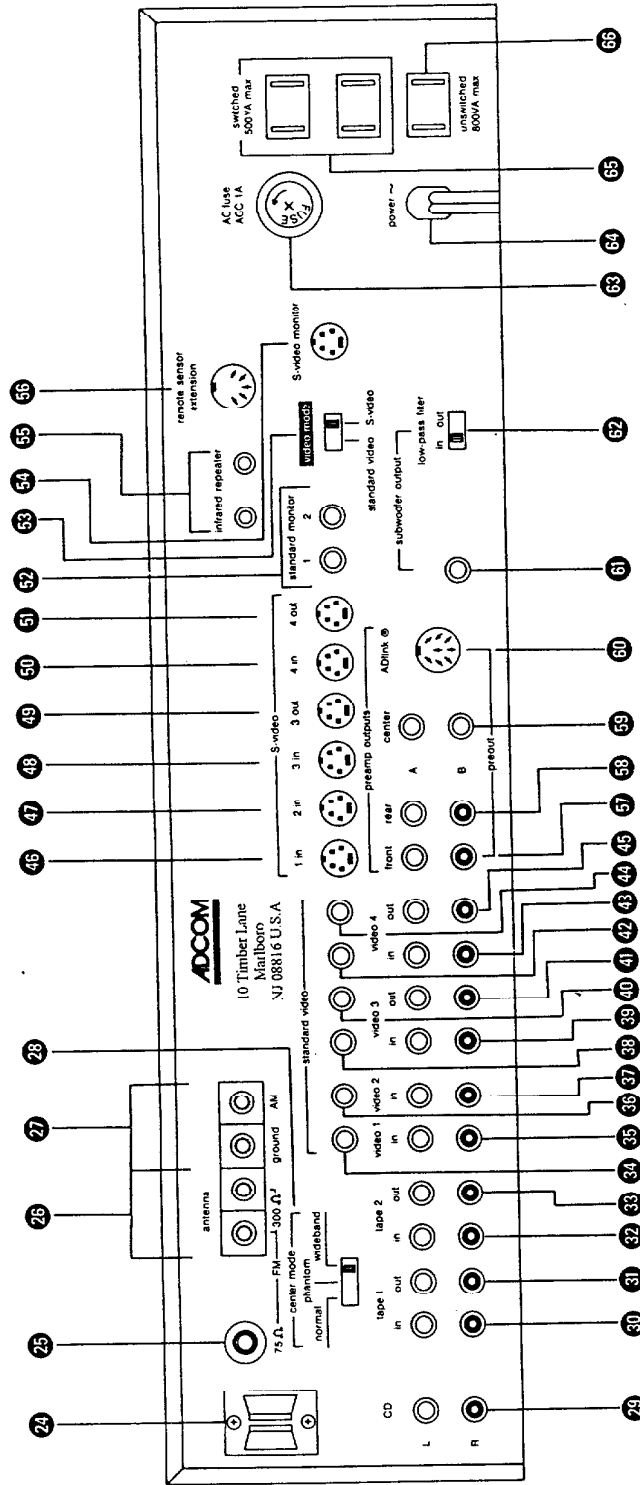 46 47 48 49 50 51 52 53 54 55 56
24 25 26 27 28
antenna
75 Ω FM 300 Ω
ground AM
center mode
normal phantom wideband
ADCOM
10 Timber Lane
Marlboro
NJ 08816 U.S.A
S-video
1 in 2 in 3 in 3 out 4 in 4 out
standard monitor
1 2
infrared repeater
remote sensor
extension
video mode
standard video S-video
S-video monitor
AC fuse
ACC 1A
FUSE
X
switched
500VA max
unswitched
800VA max
power ~
CD
L
R
tape 1
in out
tape 2
in out
standard video
video 1
in
video 2
in
video 3
in out
video 4
in out
preamp outputs
front rear center
ADlink ®
A
B
preout
subwoofer output
low-pass filter
in out
29 30 31 32 33 34 35 36 37 38 39 40 41 42 43 44 45 57 58 59 60 61 62 63 64 65 66